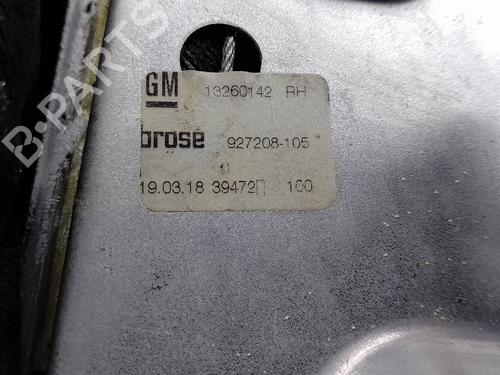 B-PARTS
GM 13260142 RH
brose 927208-105
19.03.18 39472 100